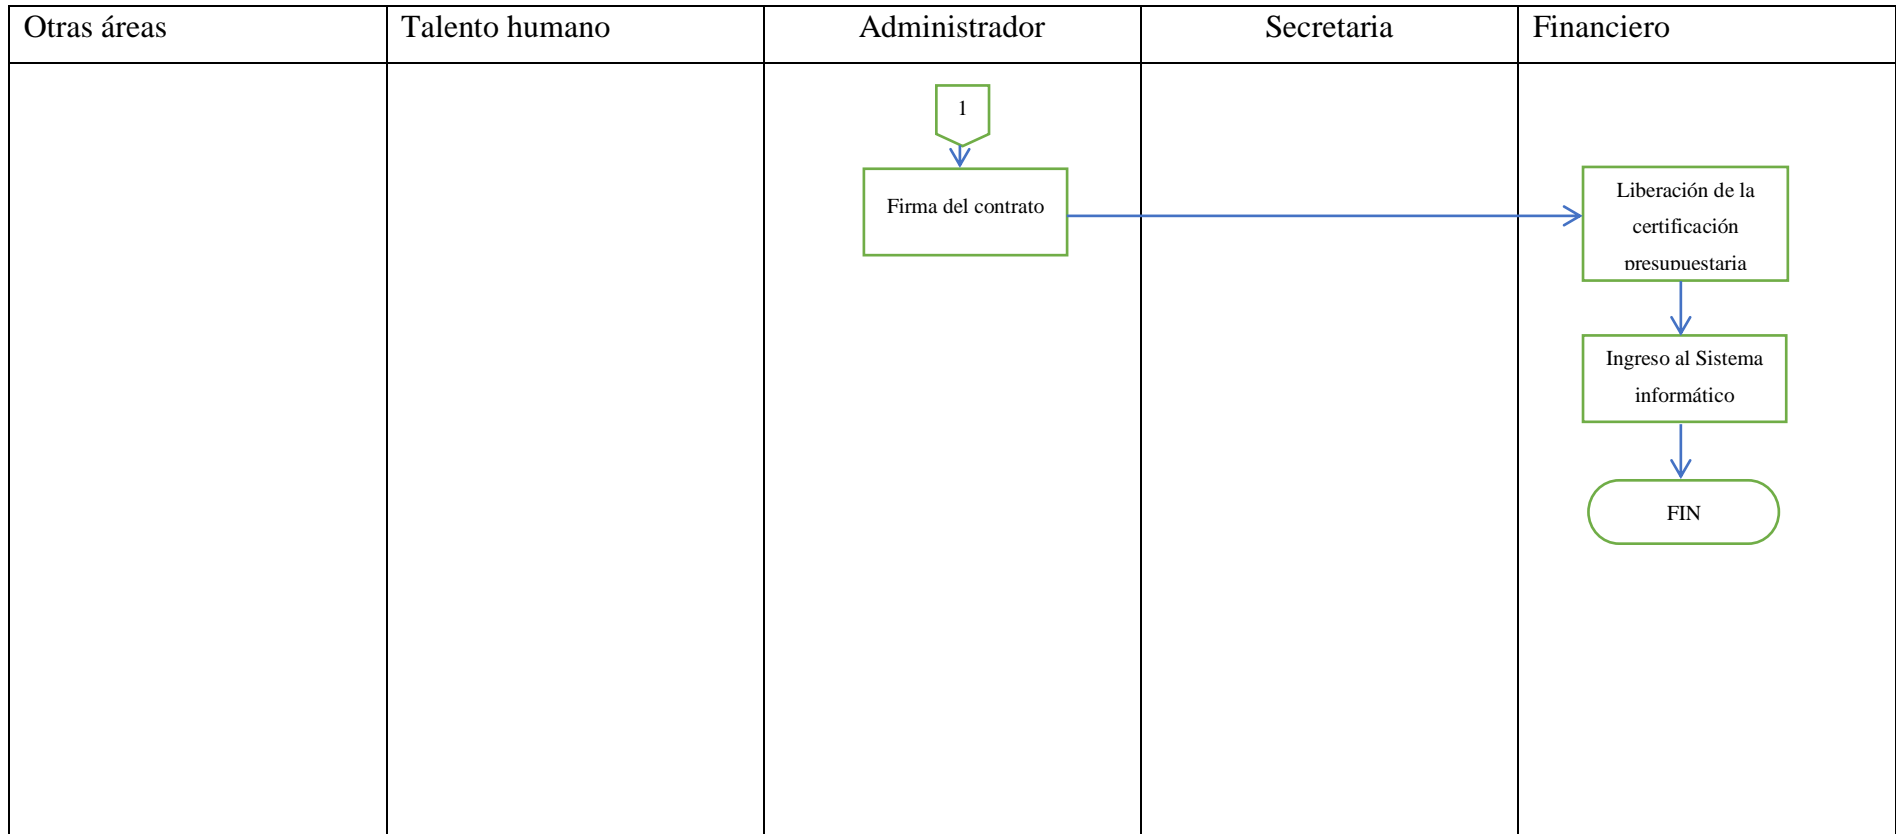 Otras áreas
Talento humano
Administrador
Secretaria
Financiero
1
Firma del contrato
Liberación de la
certificación
presupuestaria
Ingreso al Sistema
informático
FIN